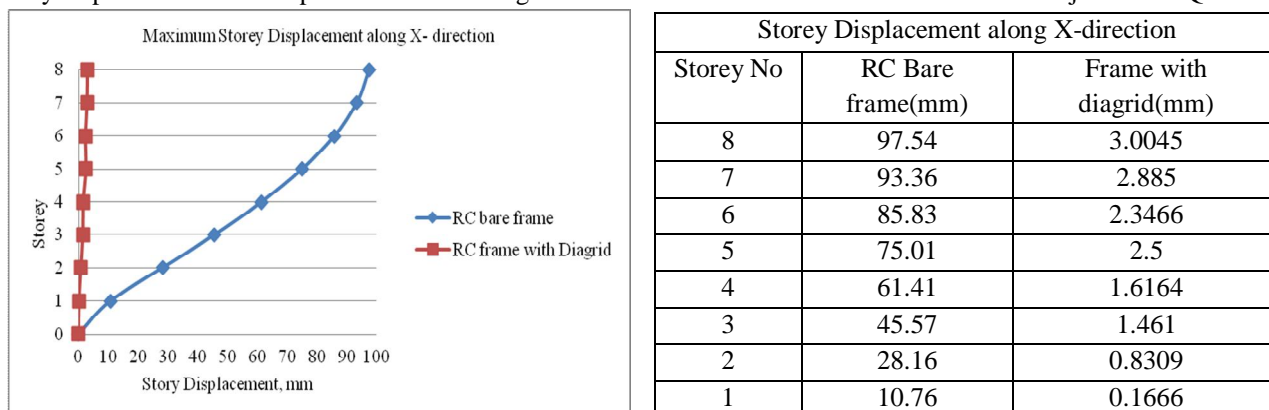 Maximum Storey Displacement along X- direction
8
7
6
5
4
3
2
1
0
Storey
0 10 20 30 40 50 60 70 80 90 100
Story Displacement, mm
RC bare frame
RC frame with Diagrid
Storey Displacement along X-direction
Storey No RC Bare frame(mm) Frame with diagrid(mm)
8 97.54 3.0045
7 93.36 2.885
6 85.83 2.3466
5 75.01 2.5
4 61.41 1.6164
3 45.57 1.461
2 28.16 0.8309
1 10.76 0.1666